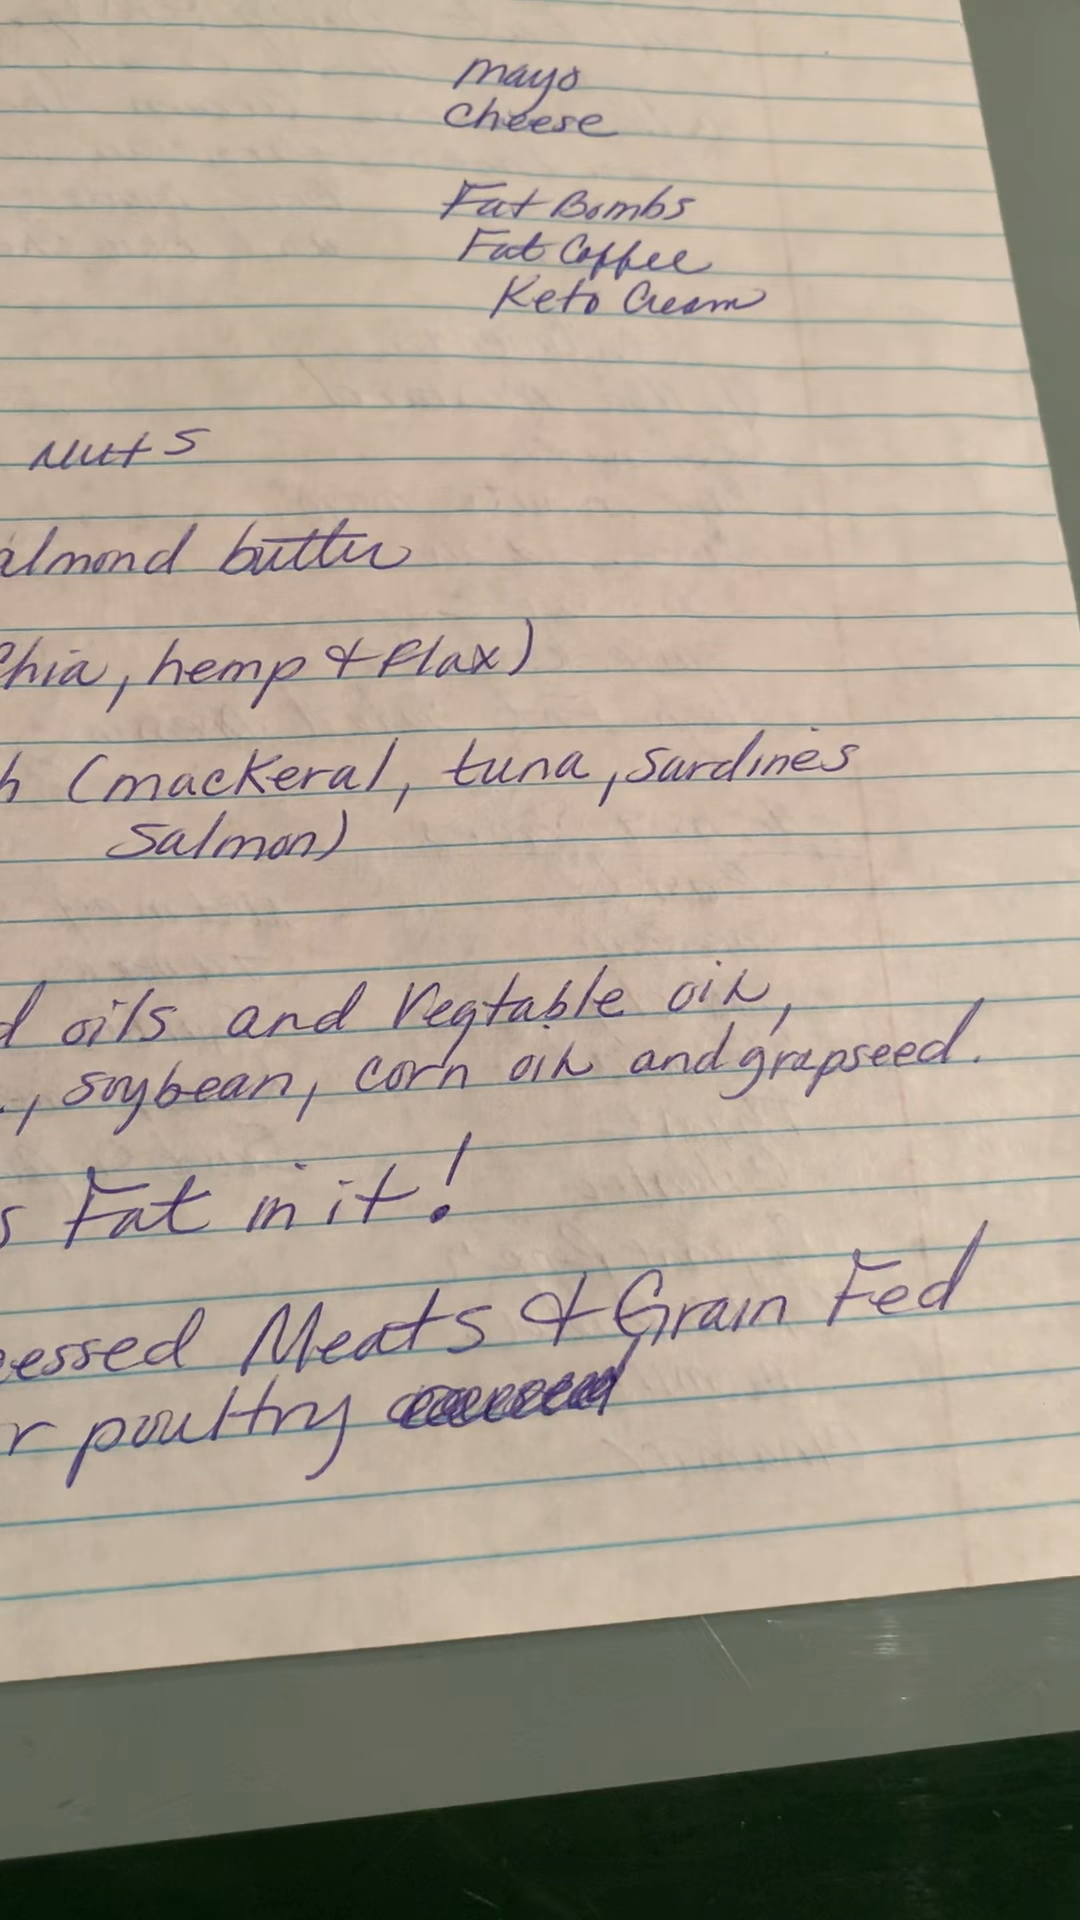 mayo
cheese
Fat Bombs
Fat Coffee
Keto Cream
Nuts
almond butter
Chia, hemp & Flax)
h (mackeral, tuna, Sardines
Salmon)
d oils and Vegtable oil,
., soybean, corn oil and grapseed.
s Fat in it!
cessed Meats & Grain Fed
r poultry